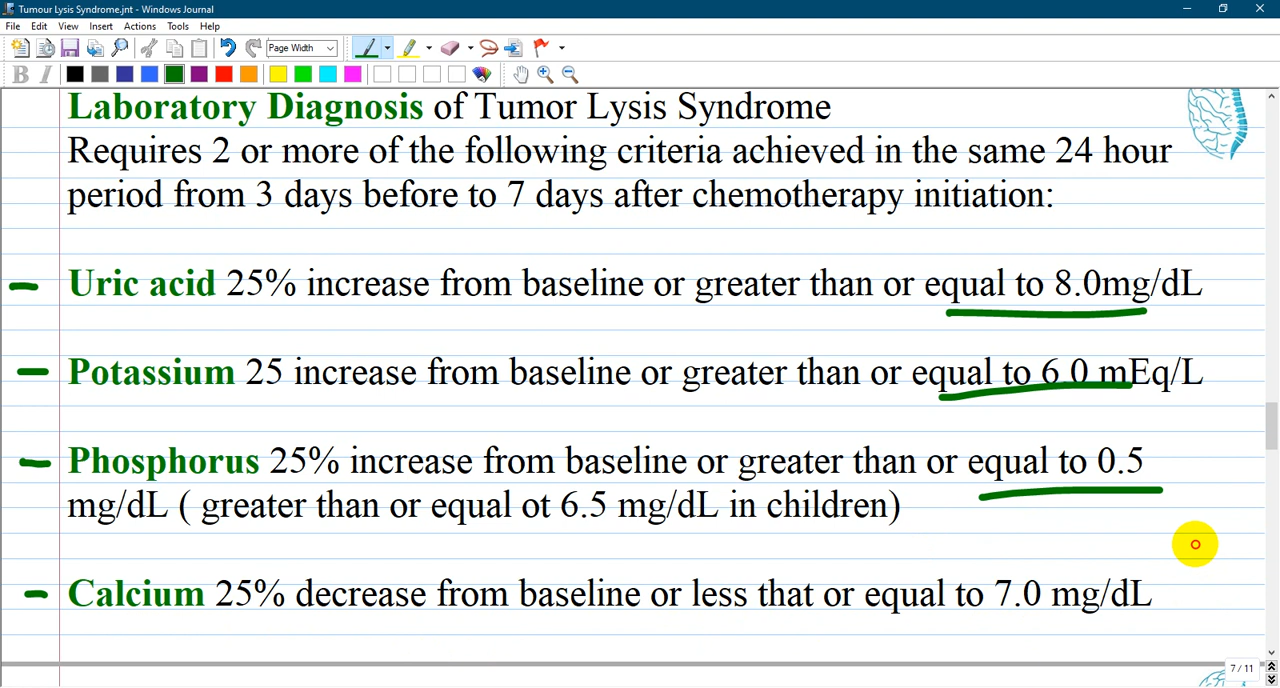 Tumour Lysis Syndrome.jnt - Windows Journal
File Edit View Insert Actions Tools Help
Page Width
B I
Laboratory Diagnosis of Tumor Lysis Syndrome
Requires 2 or more of the following criteria achieved in the same 24 hour
period from 3 days before to 7 days after chemotherapy initiation:
Uric acid 25% increase from baseline or greater than or equal to 8.0mg/dL
Potassium 25 increase from baseline or greater than or equal to 6.0 mEq/L
Phosphorus 25% increase from baseline or greater than or equal to 0.5
mg/dL ( greater than or equal ot 6.5 mg/dL in children)
Calcium 25% decrease from baseline or less that or equal to 7.0 mg/dL
7 / 11